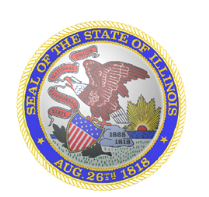 SEAL OF THE STATE OF ILLINOIS
1868
1818
AUG. 26TH 1818